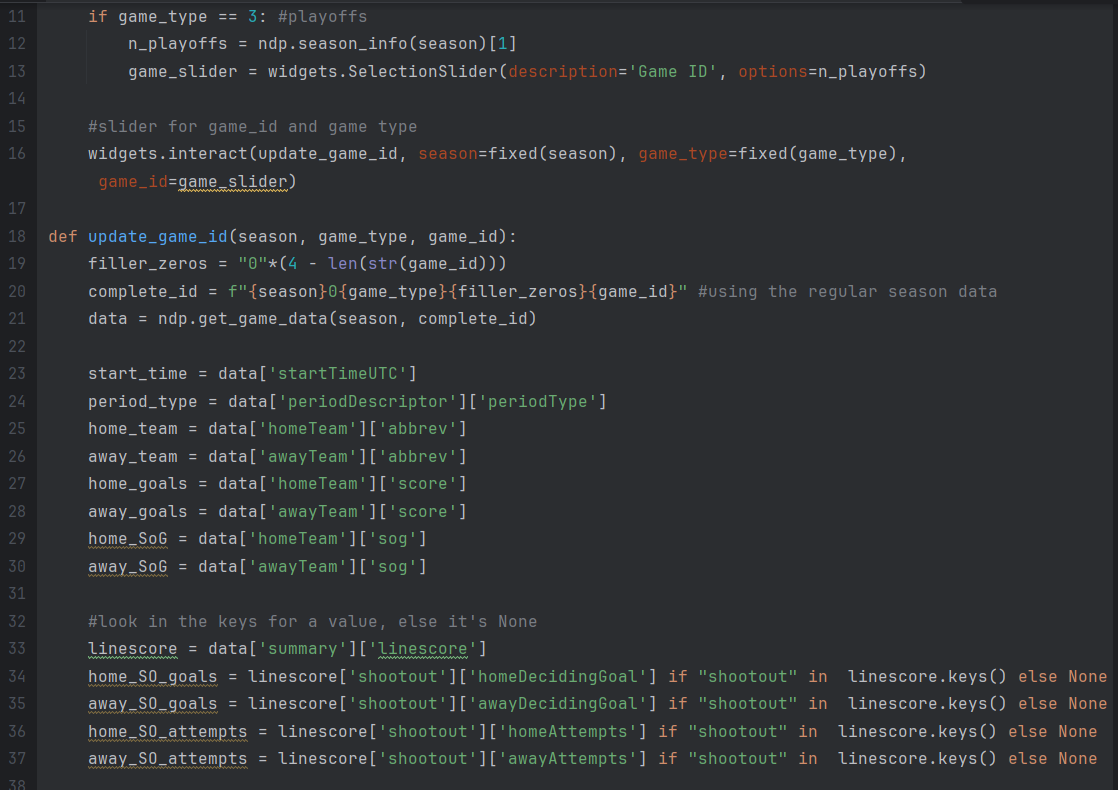 11 if game_type == 3: #playoffs
12 n_playoffs = ndp.season_info(season)[1]
13 game_slider = widgets.SelectionSlider(description='Game ID', options=n_playoffs)
14
15 #slider for game_id and game type
16 widgets.interact(update_game_id, season=fixed(season), game_type=fixed(game_type),
game_id=game_slider)
17
18 def update_game_id(season, game_type, game_id):
19 filler_zeros = "0"*(4 - len(str(game_id)))
20 complete_id = f"{season}0{game_type}{filler_zeros}{game_id}" #using the regular season data
21 data = ndp.get_game_data(season, complete_id)
22
23 start_time = data['startTimeUTC']
24 period_type = data['periodDescriptor']['periodType']
25 home_team = data['homeTeam']['abbrev']
26 away_team = data['awayTeam']['abbrev']
27 home_goals = data['homeTeam']['score']
28 away_goals = data['awayTeam']['score']
29 home_SoG = data['homeTeam']['sog']
30 away_SoG = data['awayTeam']['sog']
31
32 #look in the keys for a value, else it's None
33 linescore = data['summary']['linescore']
34 home_SO_goals = linescore['shootout']['homeDecidingGoal'] if "shootout" in  linescore.keys() else None
35 away_SO_goals = linescore['shootout']['awayDecidingGoal'] if "shootout" in  linescore.keys() else None
36 home_SO_attempts = linescore['shootout']['homeAttempts'] if "shootout" in  linescore.keys() else None
37 away_SO_attempts = linescore['shootout']['awayAttempts'] if "shootout" in  linescore.keys() else None
38